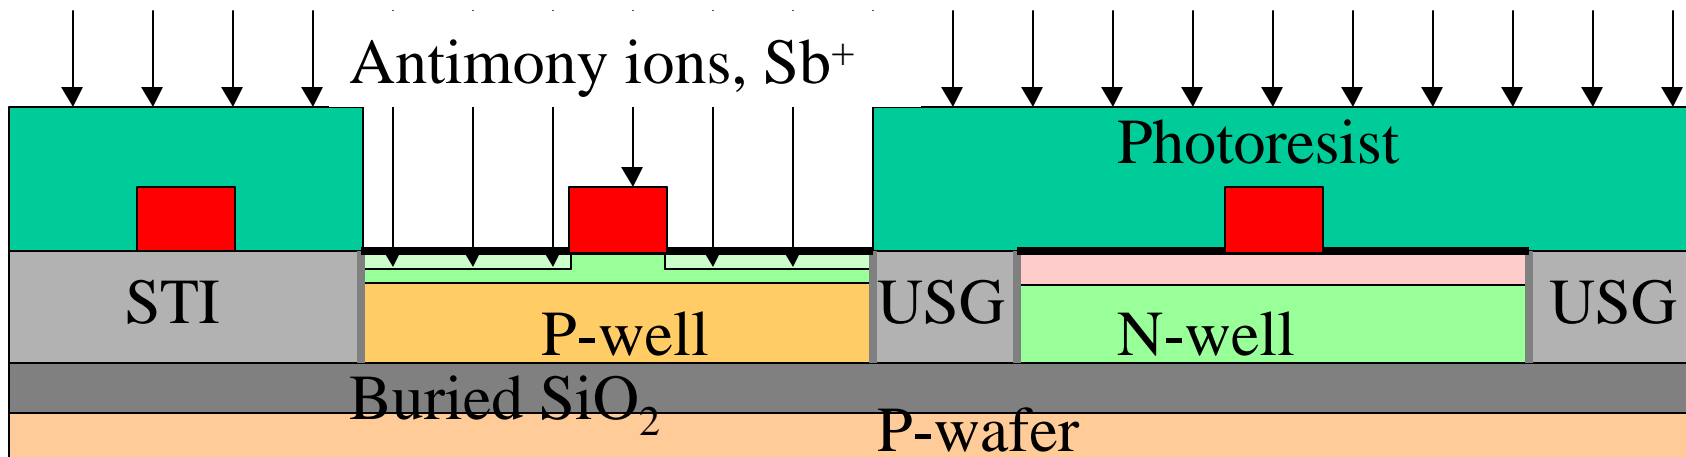 Antimony ions, Sb⁺
Photoresist
STI
USG
USG
P-well
N-well
Buried SiO₂
P-wafer